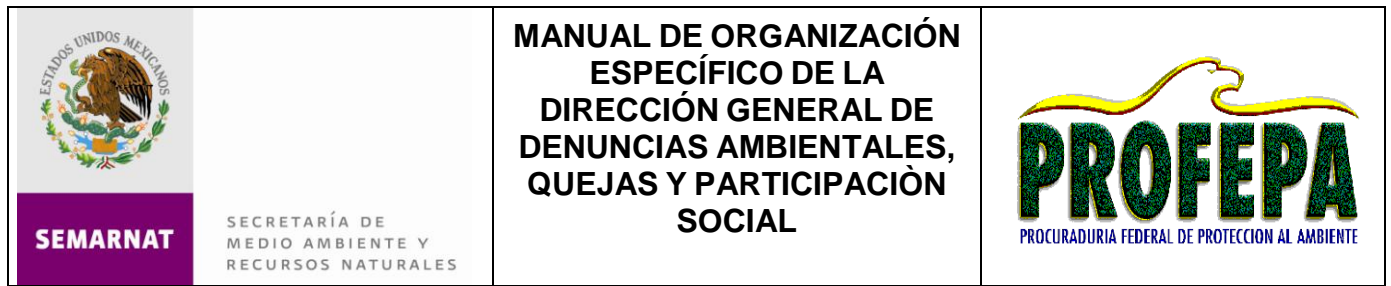 ESTADOS UNIDOS MEXICANOS
SEMARNAT
SECRETARÍA DE
MEDIO AMBIENTE Y
RECURSOS NATURALES
MANUAL DE ORGANIZACIÓN
ESPECÍFICO DE LA
DIRECCIÓN GENERAL DE
DENUNCIAS AMBIENTALES,
QUEJAS Y PARTICIPACIÒN
SOCIAL
PROFEPA
PROCURADURIA FEDERAL DE PROTECCION AL AMBIENTE